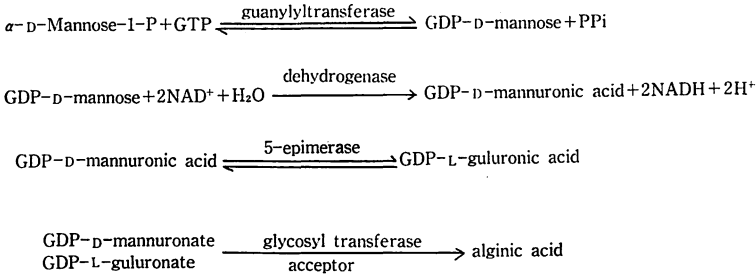 guanylyltransferase
α-D-Mannose-1-P+GTP ⇌ GDP-D-mannose+PPi
dehydrogenase
GDP-D-mannose+2NAD⁺+H₂O → GDP-D-mannuronic acid+2NADH+2H⁺
5-epimerase
GDP-D-mannuronic acid ⇌ GDP-L-guluronic acid
GDP-D-mannuronate glycosyl transferase → alginic acid
GDP-L-guluronate acceptor